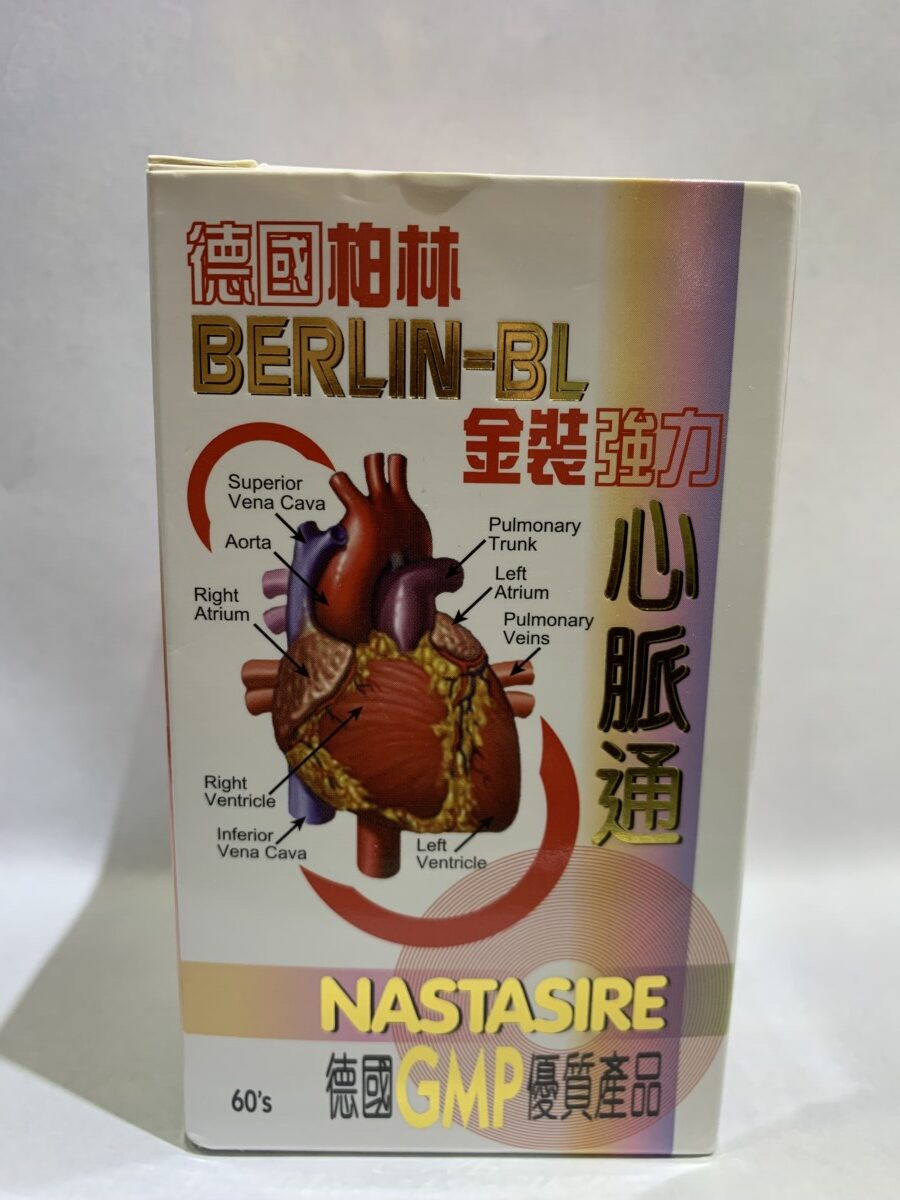 德國柏林
BERLIN-BL
金裝強力
心脈通
Superior
Vena Cava
Aorta
Right
Atrium
Pulmonary
Trunk
Left
Atrium
Pulmonary
Veins
Right
Ventricle
Inferior
Vena Cava
Left
Ventricle
NASTASIRE
60's
德國GMP優質產品